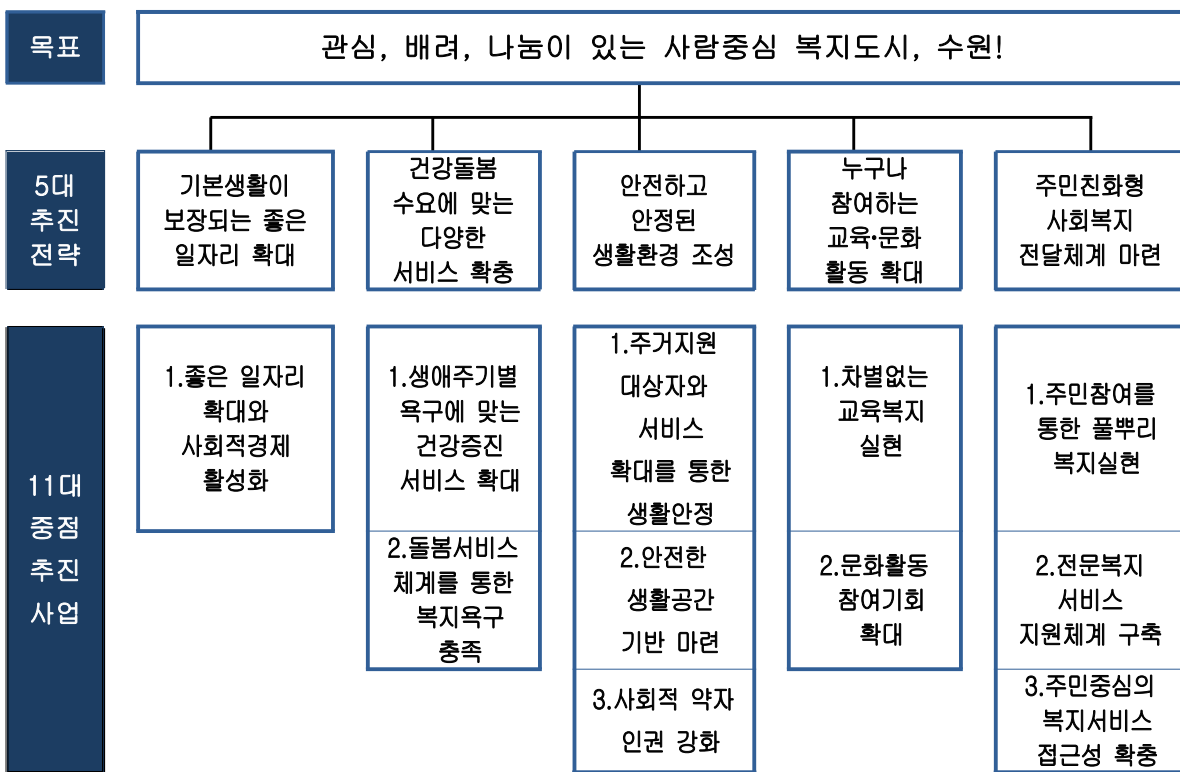 목표
관심, 배려, 나눔이 있는 사람중심 복지도시, 수원!
5대
추진
전략
기본생활이
보장되는 좋은
일자리 확대
건강돌봄
수요에 맞는
다양한
서비스 확충
안전하고
안정된
생활환경 조성
누구나
참여하는
교육·문화
활동 확대
주민친화형
사회복지
전달체계 마련
11대
중점
추진
사업
1.좋은 일자리
확대와
사회적경제
활성화
1.생애주기별
욕구에 맞는
건강증진
서비스 확대
2.돌봄서비스
체계를 통한
복지욕구
충족
1.주거지원
대상자와
서비스
확대를 통한
생활안정
2.안전한
생활공간
기반 마련
3.사회적 약자
인권 강화
1.차별없는
교육복지
실현
2.문화활동
참여기회
확대
1.주민참여를
통한 풀뿌리
복지실현
2.전문복지
서비스
지원체계 구축
3.주민중심의
복지서비스
접근성 확충